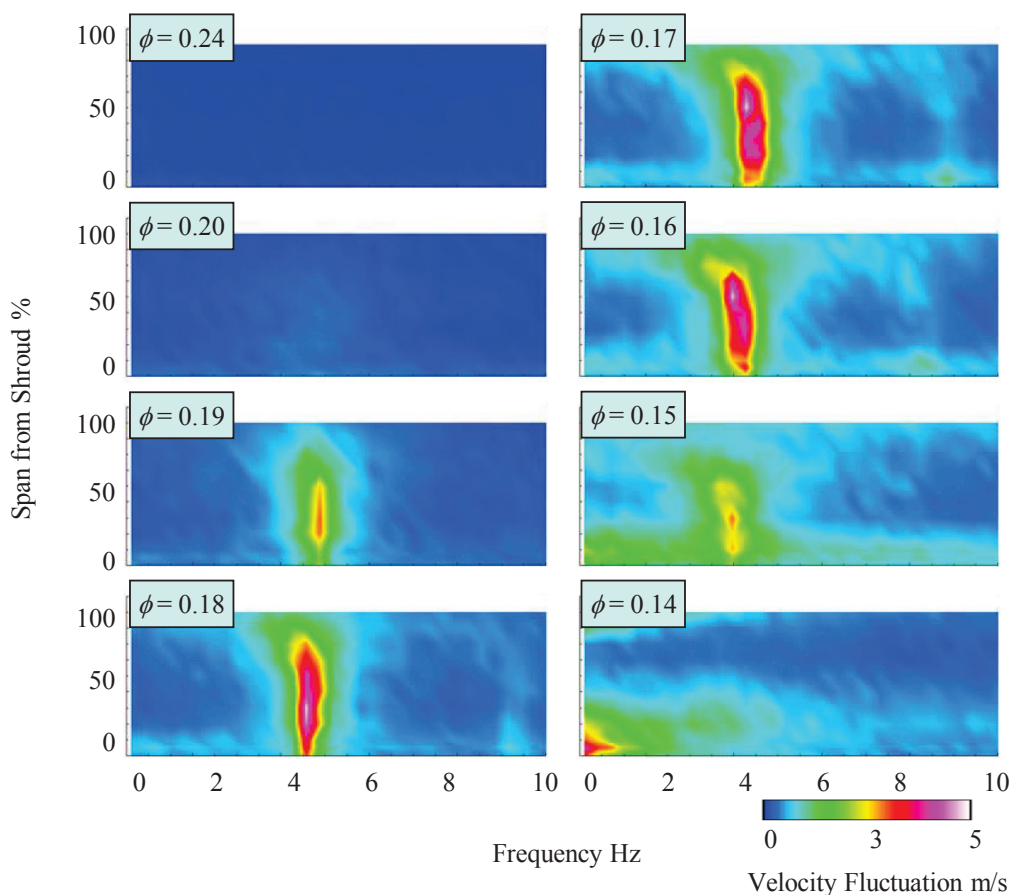 100
50
0
ϕ = 0.24
ϕ = 0.17
100
50
0
ϕ = 0.20
ϕ = 0.16
Span from Shroud %
100
50
0
ϕ = 0.19
ϕ = 0.15
100
50
0
ϕ = 0.18
ϕ = 0.14
0 2 4 6 8 10
0 2 4 6 8 10
Frequency Hz
0 3 5
Velocity Fluctuation m/s